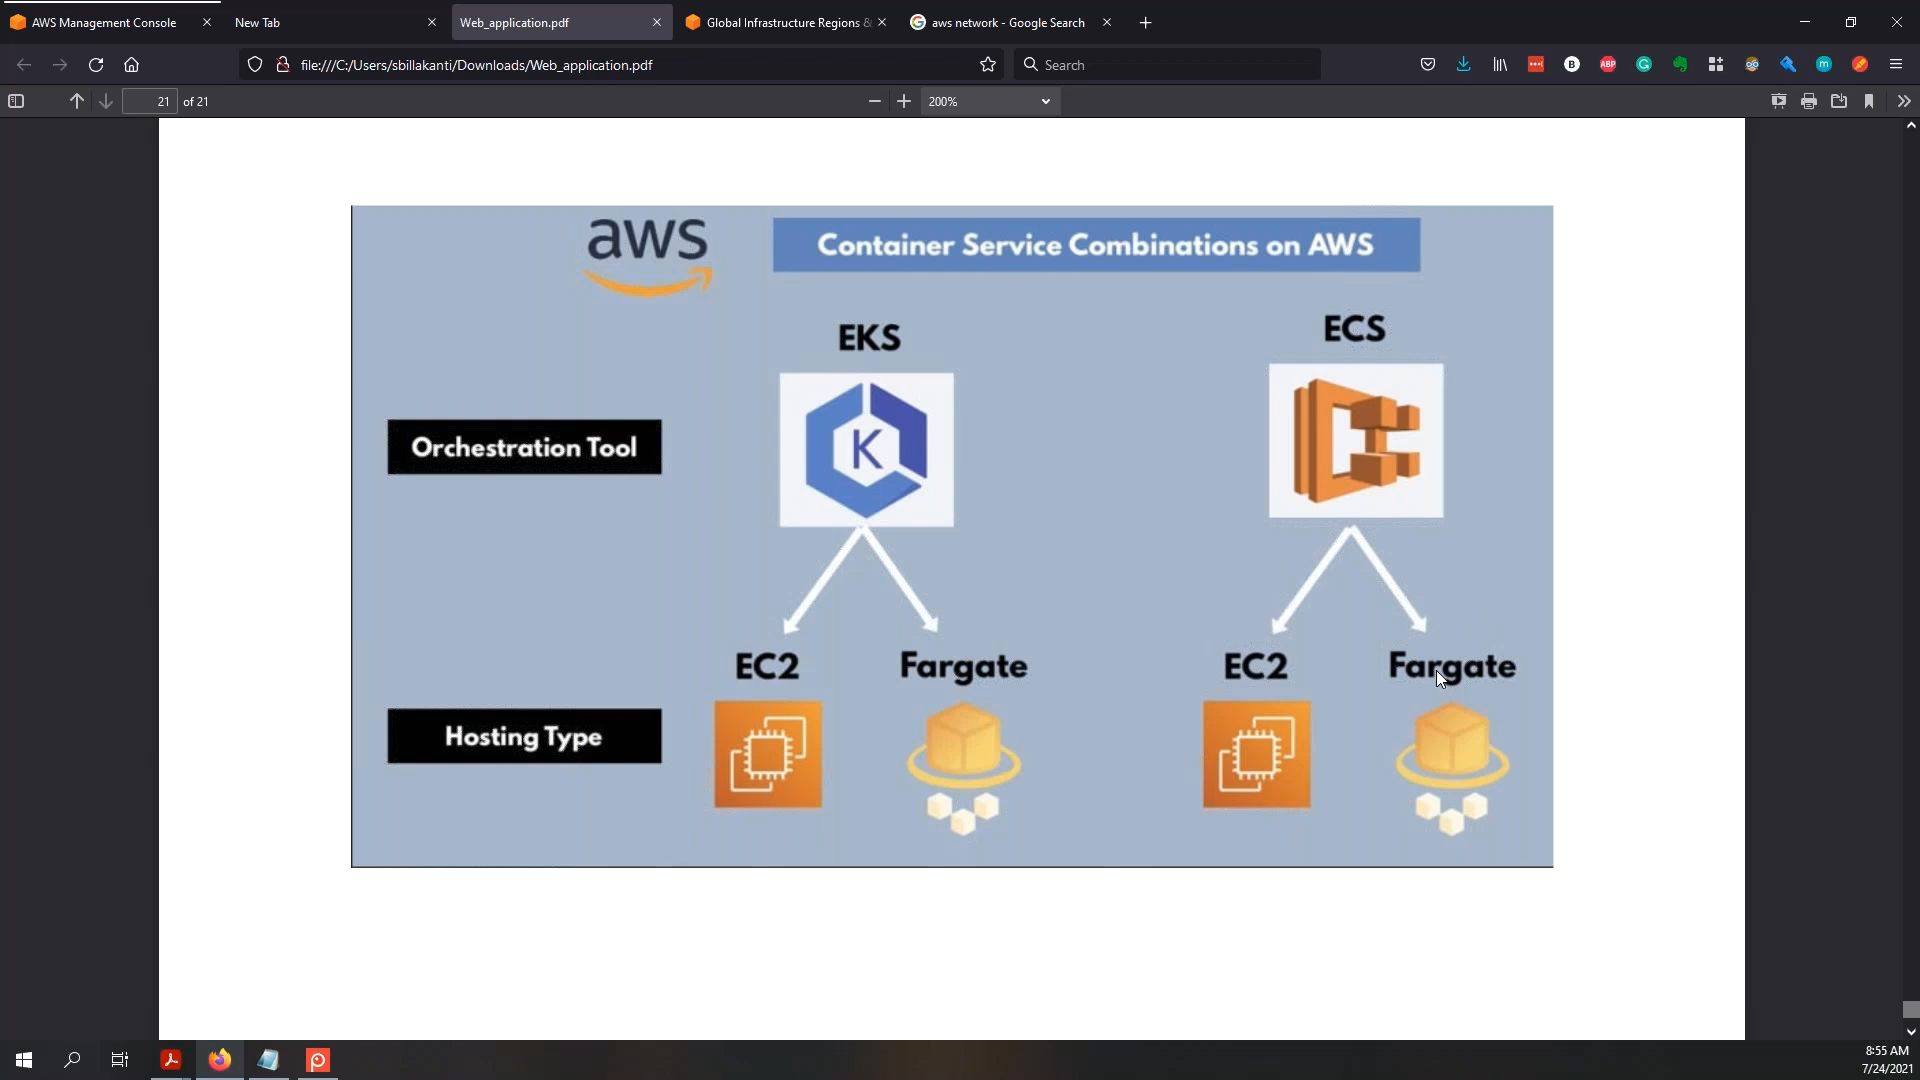 AWS Management Console
New Tab
Web_application.pdf
Global Infrastructure Regions &
aws network - Google Search
file:///C:/Users/sbillakanti/Downloads/Web_application.pdf
Search
ABP
21 of 21
200%
aws
Container Service Combinations on AWS
EKS
ECS
Orchestration Tool
K
EC2
Fargate
EC2
Fargate
Hosting Type
8:55 AM
7/24/2021